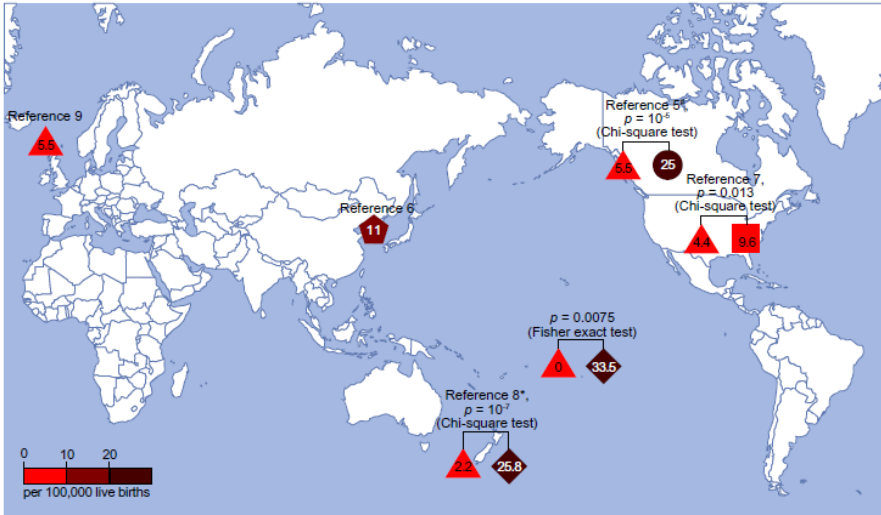 Reference 9
5.5
Reference 5*,
p = 10-5
(Chi-square test)
5.5
25
Reference 7,
p = 0.013
(Chi-square test)
4.4
9.6
Reference 6
11
p = 0.0075
(Fisher exact test)
0
33.5
Reference 8*,
p = 10-7
(Chi-square test)
2.2
25.8
0 10 20
per 100,000 live births